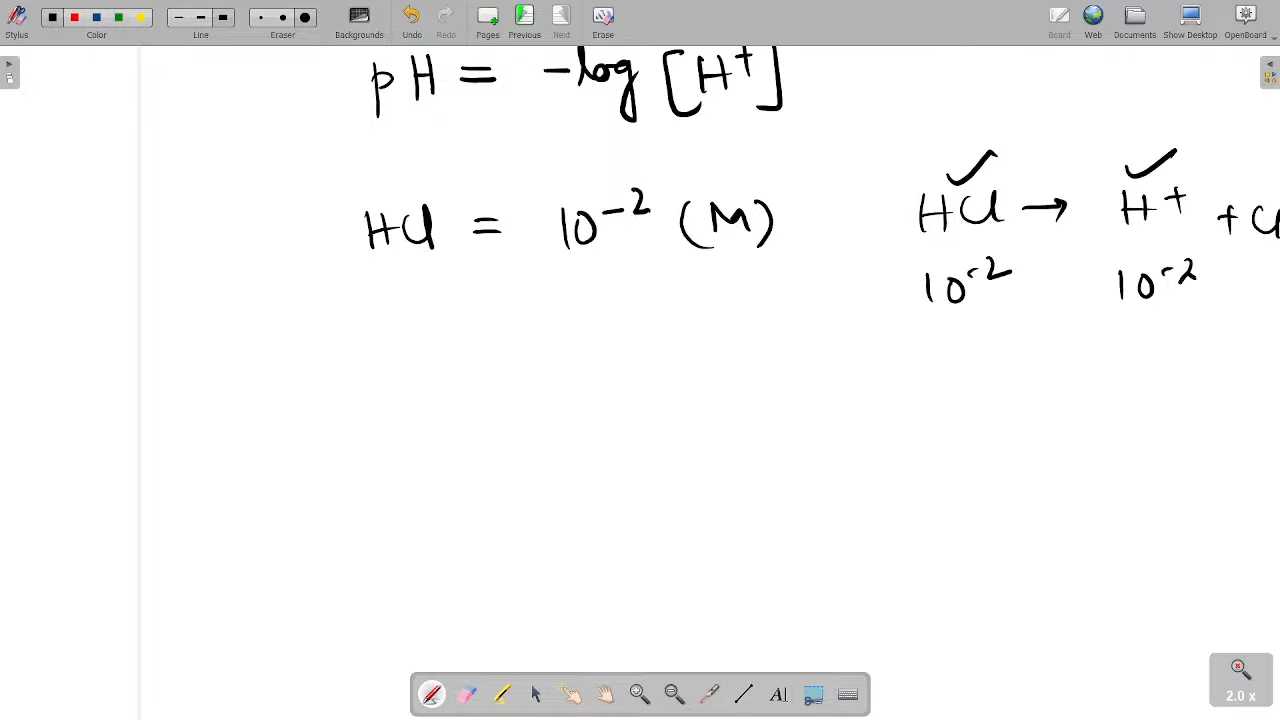 Stylus Color Line Eraser Backgrounds Undo Redo Pages Previous Next Erase Board Web Documents Show Desktop OpenBoard
pH = -log [H+]
HCl = 10⁻² (M) HCl → H+ + Cl
10⁻² 10⁻²
2.0 x